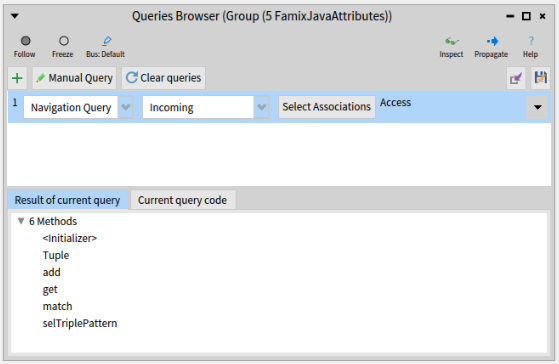 Queries Browser (Group (5 FamixJavaAttributes))
Follow Freeze Bus: Default Inspect Propagate Help
Manual Query Clear queries
1 Navigation Query Incoming Select Associations Access
Result of current query Current query code
6 Methods
<Initializer>
Tuple
add
get
match
selTriplePattern